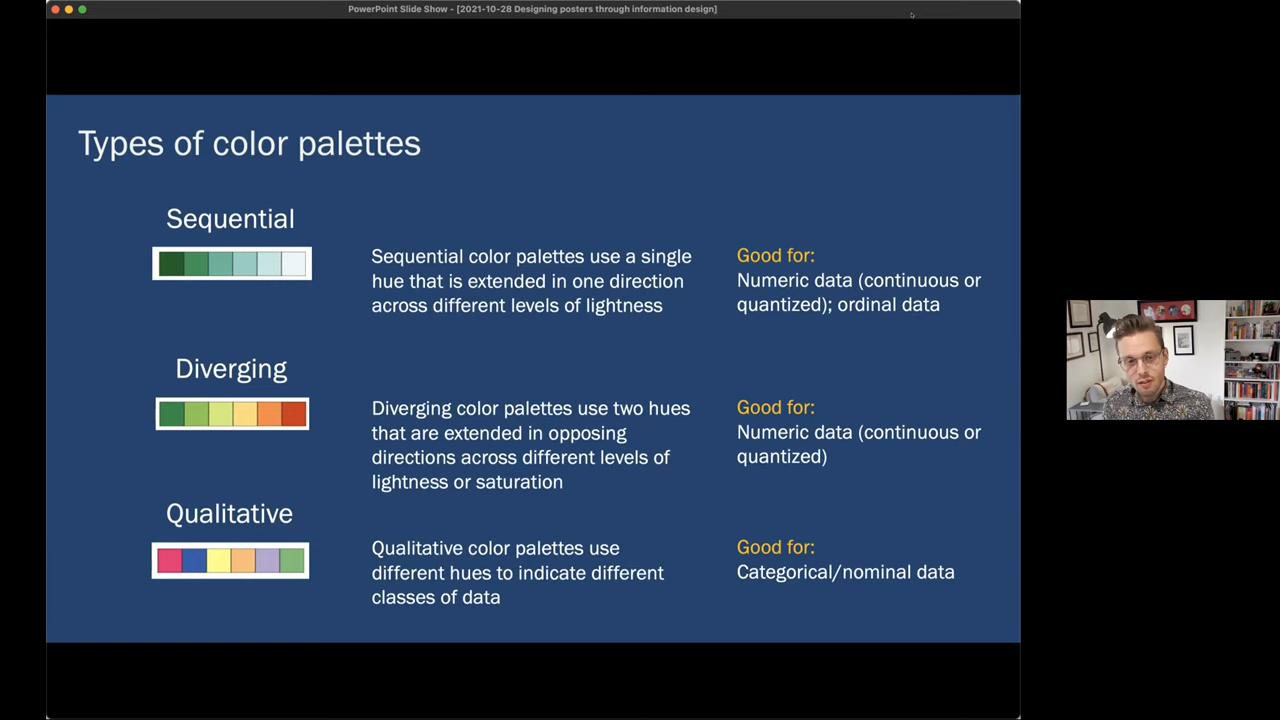 PowerPoint Slide Show - [2021-10-28 Designing posters through information design]
Types of color palettes
Sequential
Sequential color palettes use a single
hue that is extended in one direction
across different levels of lightness
Good for:
Numeric data (continuous or
quantized); ordinal data
Diverging
Diverging color palettes use two hues
that are extended in opposing
directions across different levels of
lightness or saturation
Good for:
Numeric data (continuous or
quantized)
Qualitative
Qualitative color palettes use
different hues to indicate different
classes of data
Good for:
Categorical/nominal data